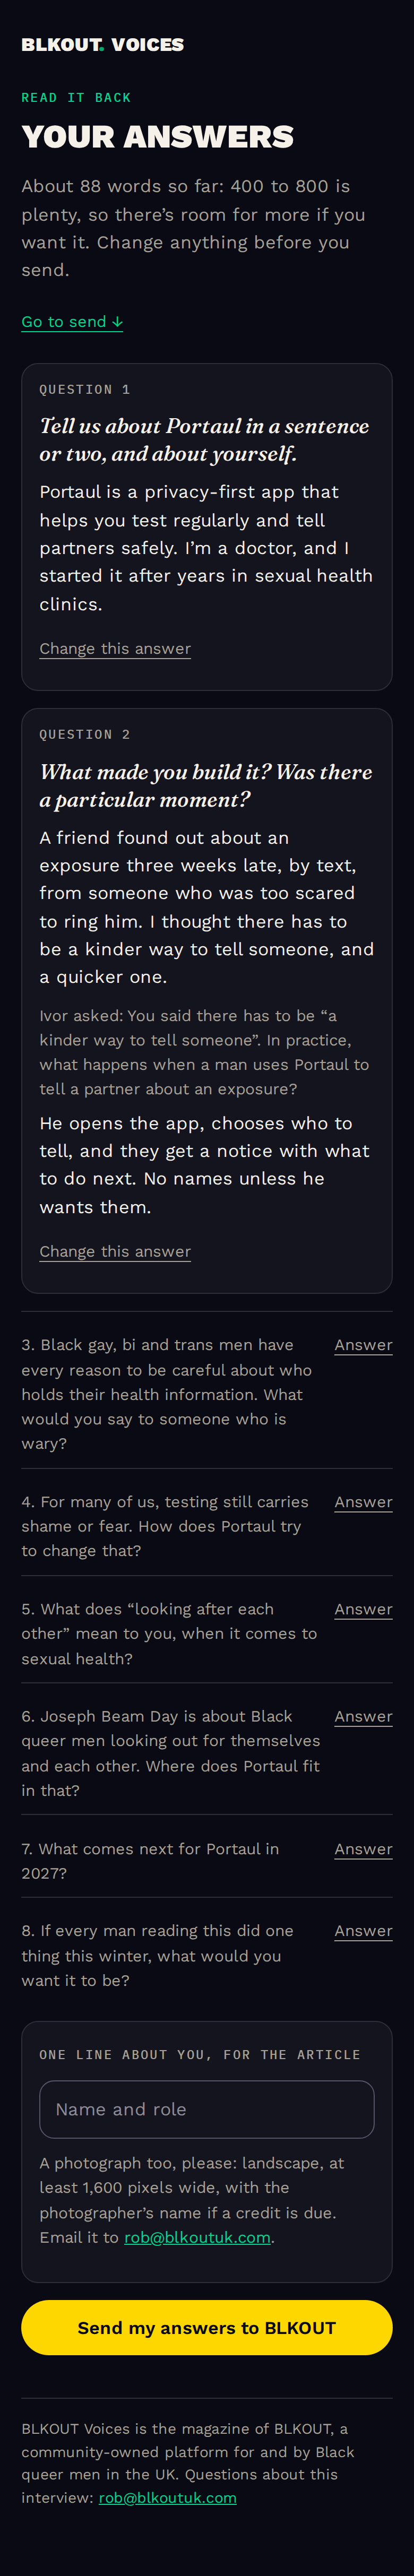 BLKOUT. VOICES
READ IT BACK
YOUR ANSWERS
About 88 words so far: 400 to 800 is
plenty, so there’s room for more if you
want it. Change anything before you
send.
Go to send ↓
QUESTION 1
Tell us about Portaul in a sentence
or two, and about yourself.
Portaul is a privacy-first app that
helps you test regularly and tell
partners safely. I’m a doctor, and I
started it after years in sexual health
clinics.
Change this answer
QUESTION 2
What made you build it? Was there
a particular moment?
A friend found out about an
exposure three weeks late, by text,
from someone who was too scared
to ring him. I thought there has to
be a kinder way to tell someone, and
a quicker one.
Ivor asked: You said there has to be “a
kinder way to tell someone”. In practice,
what happens when a man uses Portaul to
tell a partner about an exposure?
He opens the app, chooses who to
tell, and they get a notice with what
to do next. No names unless he
wants them.
Change this answer
3. Black gay, bi and trans men have Answer
every reason to be careful about who
holds their health information. What
would you say to someone who is
wary?
4. For many of us, testing still carries Answer
shame or fear. How does Portaul try
to change that?
5. What does “looking after each Answer
other” mean to you, when it comes to
sexual health?
6. Joseph Beam Day is about Black Answer
queer men looking out for themselves
and each other. Where does Portaul fit
in that?
7. What comes next for Portaul in Answer
2027?
8. If every man reading this did one Answer
thing this winter, what would you
want it to be?
ONE LINE ABOUT YOU, FOR THE ARTICLE
Name and role
A photograph too, please: landscape, at
least 1,600 pixels wide, with the
photographer’s name if a credit is due.
Email it to rob@blkoutuk.com.
Send my answers to BLKOUT
BLKOUT Voices is the magazine of BLKOUT, a
community-owned platform for and by Black
queer men in the UK. Questions about this
interview: rob@blkoutuk.com